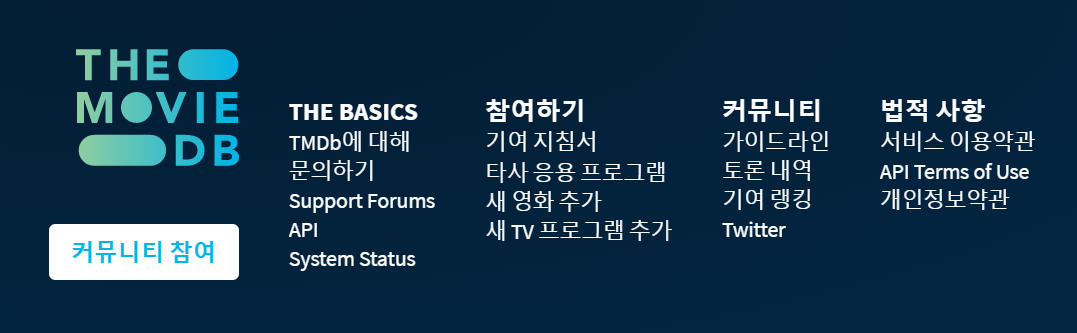 THE
MOVIE
DB
커뮤니티 참여
THE BASICS
TMDb에 대해
문의하기
Support Forums
API
System Status
참여하기
기여 지침서
타사 응용 프로그램
새 영화 추가
새 TV 프로그램 추가
커뮤니티
가이드라인
토론 내역
기여 랭킹
Twitter
법적 사항
서비스 이용약관
API Terms of Use
개인정보약관